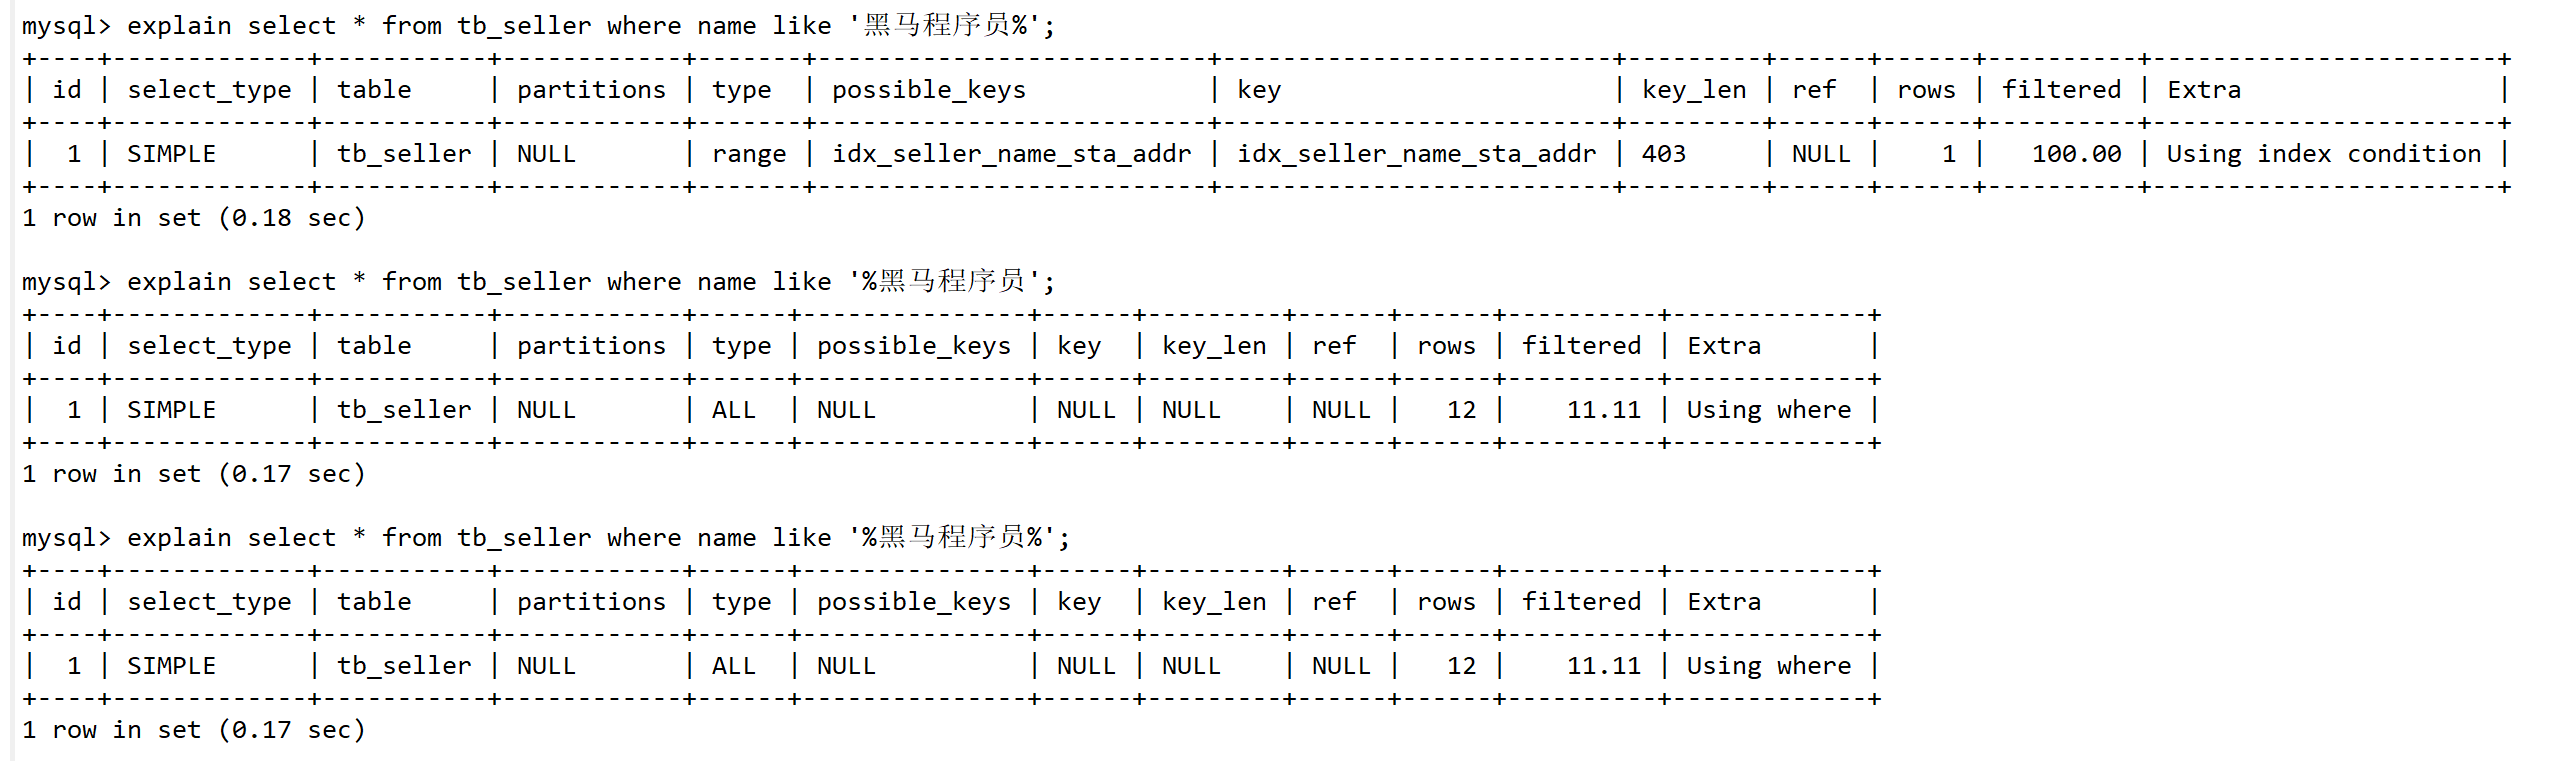 mysql> explain select * from tb_seller where name like '黑马程序员%';
+----+-------------+-----------+------------+-------+--------------------------+--------------------------+---------+------+------+----------+-----------------------+
| id | select_type | table     | partitions | type  | possible_keys            | key                      | key_len | ref  | rows | filtered | Extra                 |
+----+-------------+-----------+------------+-------+--------------------------+--------------------------+---------+------+------+----------+-----------------------+
|  1 | SIMPLE      | tb_seller | NULL       | range | idx_seller_name_sta_addr | idx_seller_name_sta_addr | 403     | NULL |    1 |   100.00 | Using index condition |
+----+-------------+-----------+------------+-------+--------------------------+--------------------------+---------+------+------+----------+-----------------------+
1 row in set (0.18 sec)

mysql> explain select * from tb_seller where name like '%黑马程序员';
+----+-------------+-----------+------------+------+---------------+------+---------+------+------+----------+-------------+
| id | select_type | table     | partitions | type | possible_keys | key  | key_len | ref  | rows | filtered | Extra       |
+----+-------------+-----------+------------+------+---------------+------+---------+------+------+----------+-------------+
|  1 | SIMPLE      | tb_seller | NULL       | ALL  | NULL          | NULL | NULL    | NULL |   12 |    11.11 | Using where |
+----+-------------+-----------+------------+------+---------------+------+---------+------+------+----------+-------------+
1 row in set (0.17 sec)

mysql> explain select * from tb_seller where name like '%黑马程序员%';
+----+-------------+-----------+------------+------+---------------+------+---------+------+------+----------+-------------+
| id | select_type | table     | partitions | type | possible_keys | key  | key_len | ref  | rows | filtered | Extra       |
+----+-------------+-----------+------------+------+---------------+------+---------+------+------+----------+-------------+
|  1 | SIMPLE      | tb_seller | NULL       | ALL  | NULL          | NULL | NULL    | NULL |   12 |    11.11 | Using where |
+----+-------------+-----------+------------+------+---------------+------+---------+------+------+----------+-------------+
1 row in set (0.17 sec)